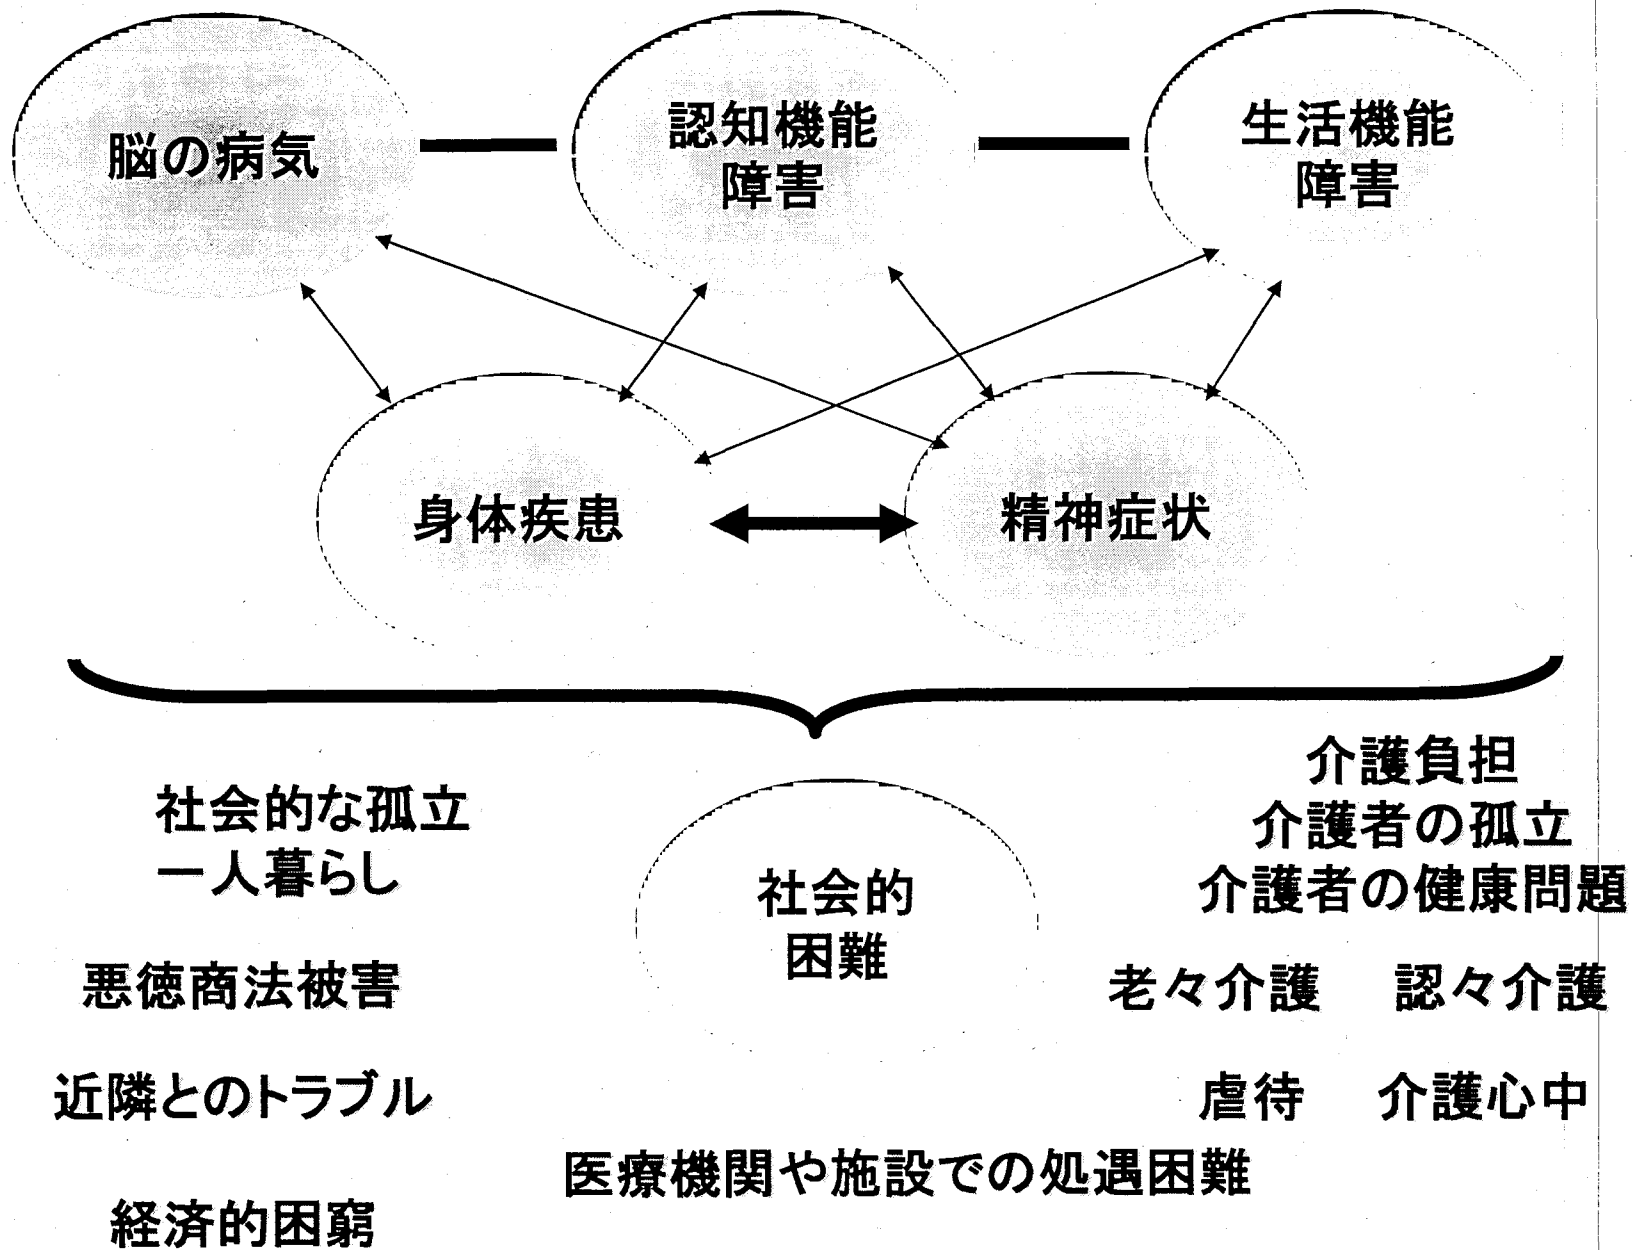 脳の病気
認知機能
障害
生活機能
障害
身体疾患
精神症状
社会的な孤立
一人暮らし
悪徳商法被害
近隣とのトラブル
経済的困窮
社会的
困難
医療機関や施設での処遇困難
介護負担
介護者の孤立
介護者の健康問題
老々介護 認々介護
虐待 介護心中